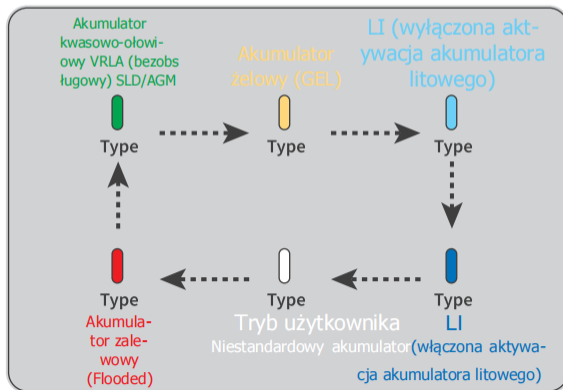 Akumulator
kwasowo-ołowi-
owy VRLA (bezobs
ługowy) SLD/AGM
Type
Akumulator
żelowy (GEL)
Type
LI (wyłączona akt-
ywacja akumulatora
litowego)
Type
Type
Akumula-
tor zale-
wowy
(Flooded)
Type
Tryb użytkownika
Niestandardowy akumulator
Type
LI
(włączona aktywa-
cja akumulatora litowego)